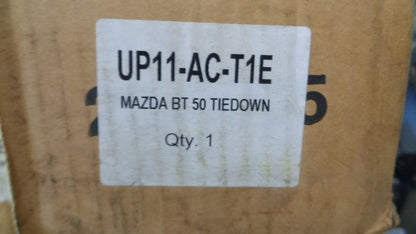 UP11-AC-T1E
MAZDA BT 50 TIEDOWN
Qty. 1